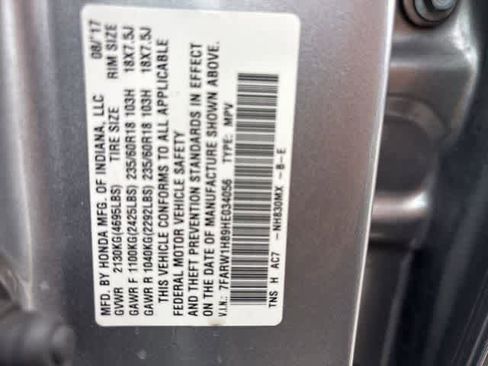 MFD. BY HONDA MFG. OF INDIANA, LLC 08/'17
GVWR 2130KG(4695LBS) TIRE SIZE RIM SIZE
GAWR F 1100KG(2425LBS) 235/60R18 103H 18X7.5J
GAWR R 1040KG(2292LBS) 235/60R18 103H 18X7.5J
THIS VEHICLE CONFORMS TO ALL APPLICABLE
FEDERAL MOTOR VEHICLE SAFETY
AND THEFT PREVENTION STANDARDS IN EFFECT
ON THE DATE OF MANUFACTURE SHOWN ABOVE.
V.I.N.: 7FARW1H89HE034056 TYPE: MPV
TNS H AC7 -NH830MX -B-E